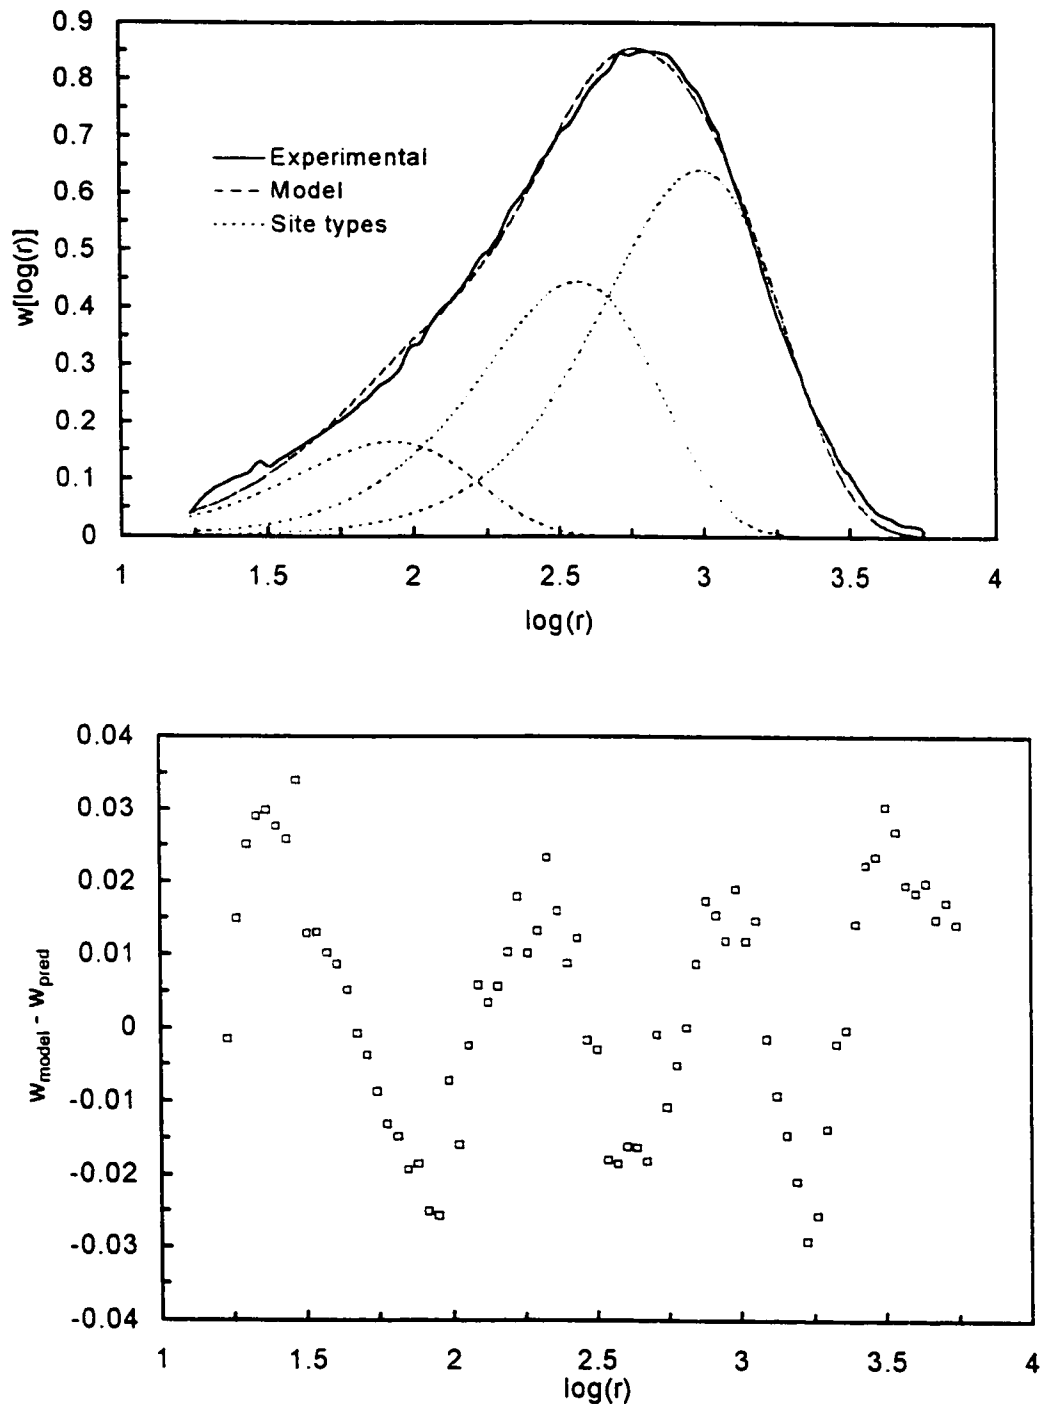 0.9
0.8
0.7
0.6
0.5
0.4
0.3
0.2
0.1
0
w[log(r)]
Experimental
Model
Site types
1 1.5 2 2.5 3 3.5 4
log(r)
0.04
0.03
0.02
0.01
0
-0.01
-0.02
-0.03
-0.04
Wmodel - Wpred
1 1.5 2 2.5 3 3.5 4
log(r)